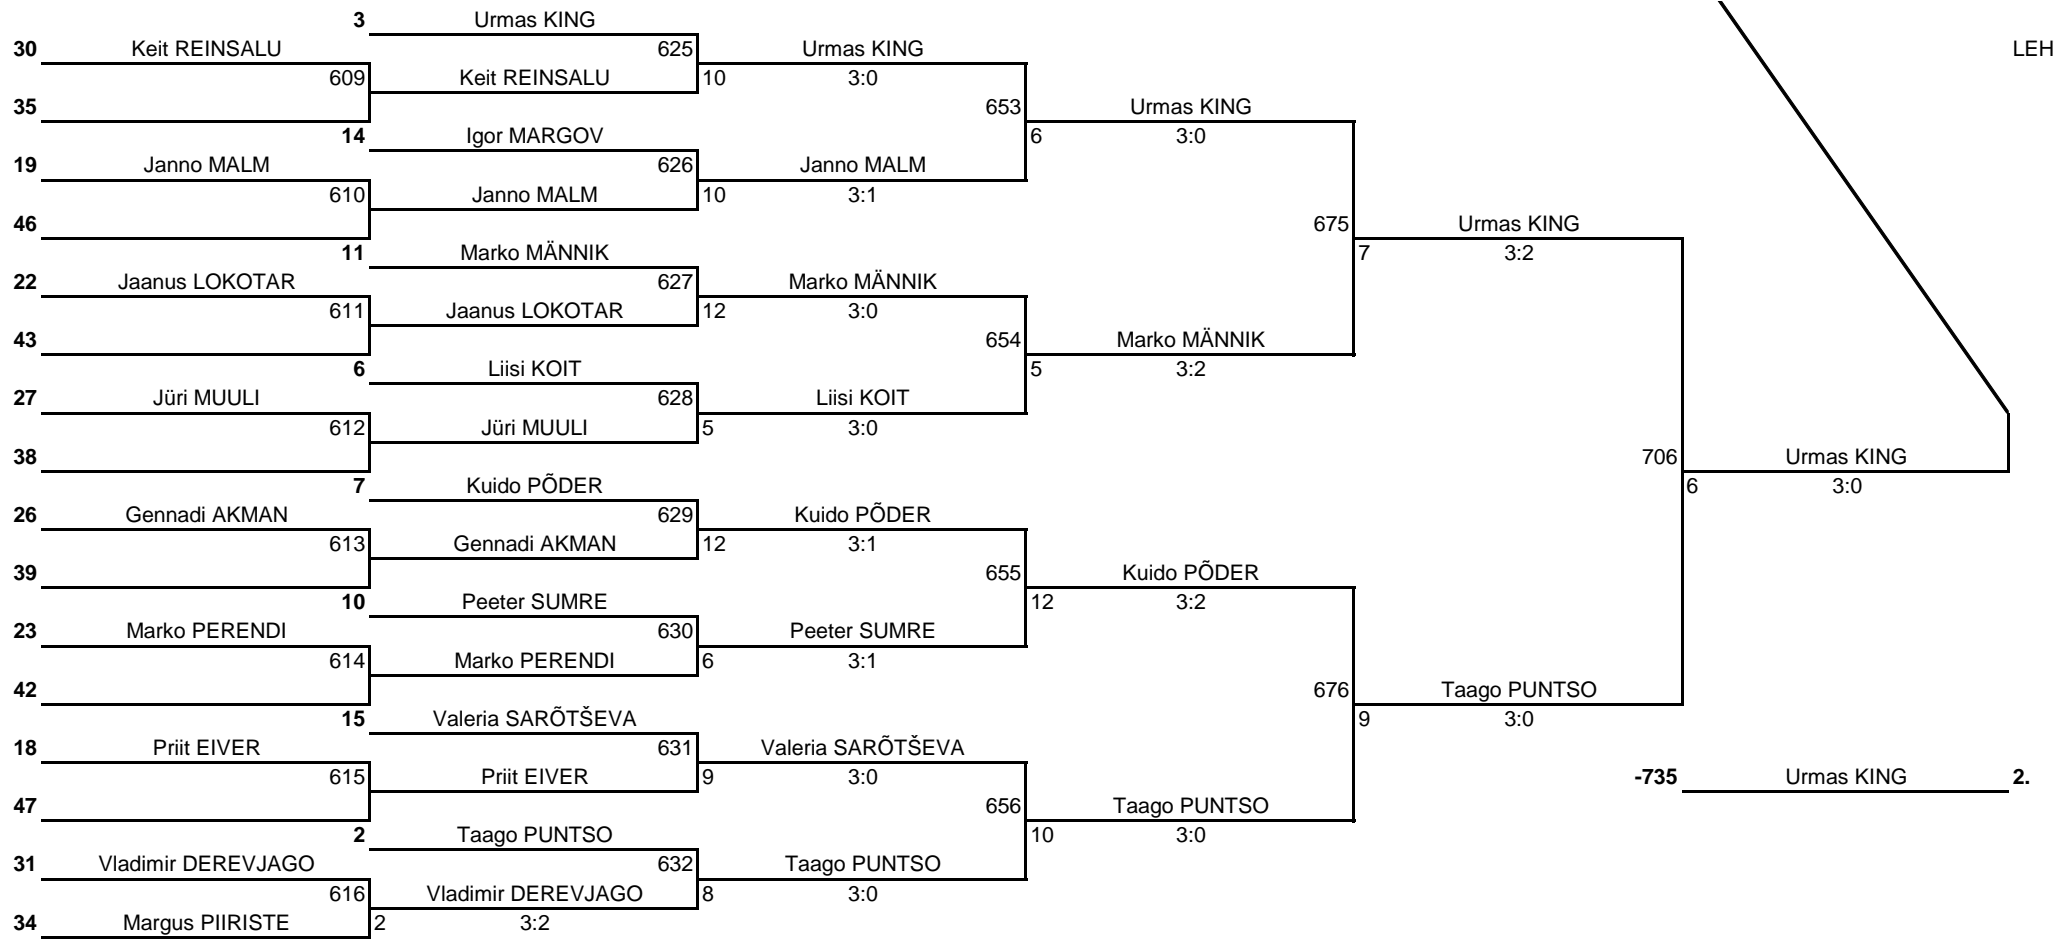 3 Urmas KING
30 Keit REINSALU 625 Urmas KING LEH
609 Keit REINSALU 10 3:0
35 653 Urmas KING
14 Igor MARGOV 6 3:0
19 Janno MALM 626 Janno MALM
610 Janno MALM 10 3:1
46 675 Urmas KING
11 Marko MÄNNIK 7 3:2
22 Jaanus LOKOTAR 627 Marko MÄNNIK
611 Jaanus LOKOTAR 12 3:0
43 654 Marko MÄNNIK
6 Liisi KOIT 5 3:2
27 Jüri MUULI 628 Liisi KOIT
612 Jüri MUULI 5 3:0
38 706 Urmas KING
7 Kuido PÕDER 6 3:0
26 Gennadi AKMAN 629 Kuido PÕDER
613 Gennadi AKMAN 12 3:1
39 655 Kuido PÕDER
10 Peeter SUMRE 12 3:2
23 Marko PERENDI 630 Peeter SUMRE
614 Marko PERENDI 6 3:1
42 676 Taago PUNTSO
15 Valeria SARÕTŠEVA 9 3:0
18 Priit EIVER 631 Valeria SARÕTŠEVA
615 Priit EIVER 9 3:0 -735 Urmas KING 2.
47 656 Taago PUNTSO
2 Taago PUNTSO 10 3:0
31 Vladimir DEREVJAGO 632 Taago PUNTSO
616 Vladimir DEREVJAGO 8 3:0
34 Margus PIIRISTE 2 3:2